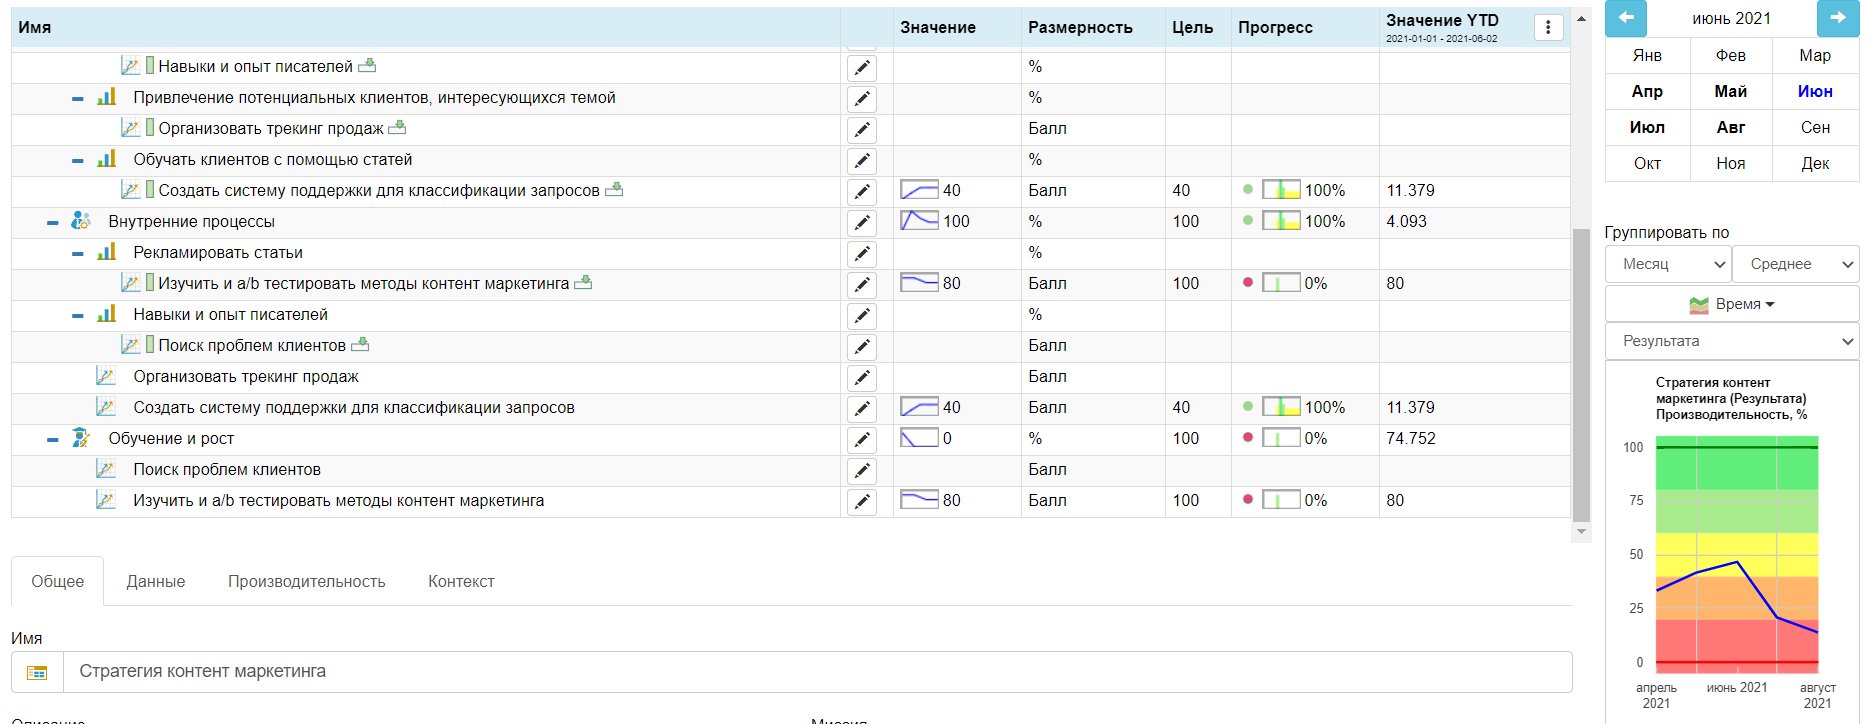 Имя Значение Размерность Цель Прогресс Значение YTD
2021-01-01 - 2021-06-02
Навыки и опыт писателей %
Привлечение потенциальных клиентов, интересующихся темой %
Организовать трекинг продаж Балл
Обучать клиентов с помощью статей %
Создать систему поддержки для классификации запросов 40 Балл 40 100% 11.379
Внутренние процессы 100 % 100 100% 4.093
Рекламировать статьи %
Изучить и a/b тестировать методы контент маркетинга 80 Балл 100 0% 80
Навыки и опыт писателей %
Поиск проблем клиентов Балл
Организовать трекинг продаж Балл
Создать систему поддержки для классификации запросов 40 Балл 40 100% 11.379
Обучение и рост 0 % 100 0% 74.752
Поиск проблем клиентов Балл
Изучить и a/b тестировать методы контент маркетинга 80 Балл 100 0% 80
Общее Данные Производительность Контекст
Имя
Стратегия контент маркетинга
Описание Миссия
июнь 2021
Янв Фев Мар
Апр Май Июн
Июл Авг Сен
Окт Ноя Дек
Группировать по
Месяц Среднее
Время
Результата
Стратегия контент
маркетинга (Результата)
Производительность, %
100
75
50
25
0
апрель июнь 2021 август
2021 2021